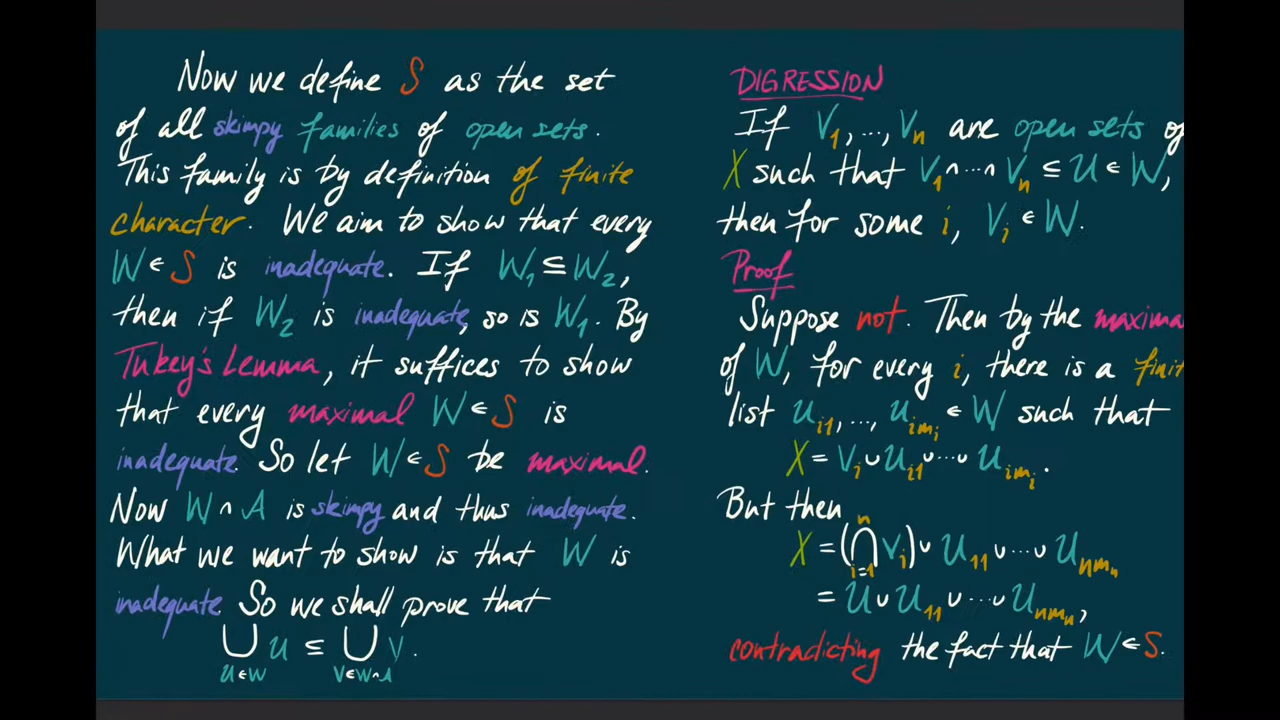 Now we define S as the set
of all skimpy families of open sets.
This family is by definition of finite
character. We aim to show that every
W ∈ S is inadequate. If W₁ ⊆ W₂,
then if W₂ is inadequate, so is W₁. By
Tukey's Lemma, it suffices to show
that every maximal W ∈ S is
inadequate. So let W ∈ S be maximal.
Now W ∩ A is skimpy and thus inadequate.
What we want to show is that W is
inadequate. So we shall prove that
⋃_{U∈W} U ⊆ ⋃_{V∈W∩A} V.
DIGRESSION
If V₁,..., Vₙ are open sets of
X such that V₁ ∩ ··· ∩ Vₙ ⊆ U ∈ W,
then for some i, Vᵢ ∈ W.
Proof
Suppose not. Then by the maxima
of W, for every i, there is a finit
list U_{i1},..., U_{im_i} ∈ W such that
X = V_i ∪ U_{i1} ∪ ··· ∪ U_{im_i}.
But then
X = (⋂_{i=1}^{n} V_i) ∪ U_{11} ∪ ··· ∪ U_{nm_n}
= U ∪ U_{11} ∪ ··· ∪ U_{nm_n},
contradicting the fact that W ∈ S.